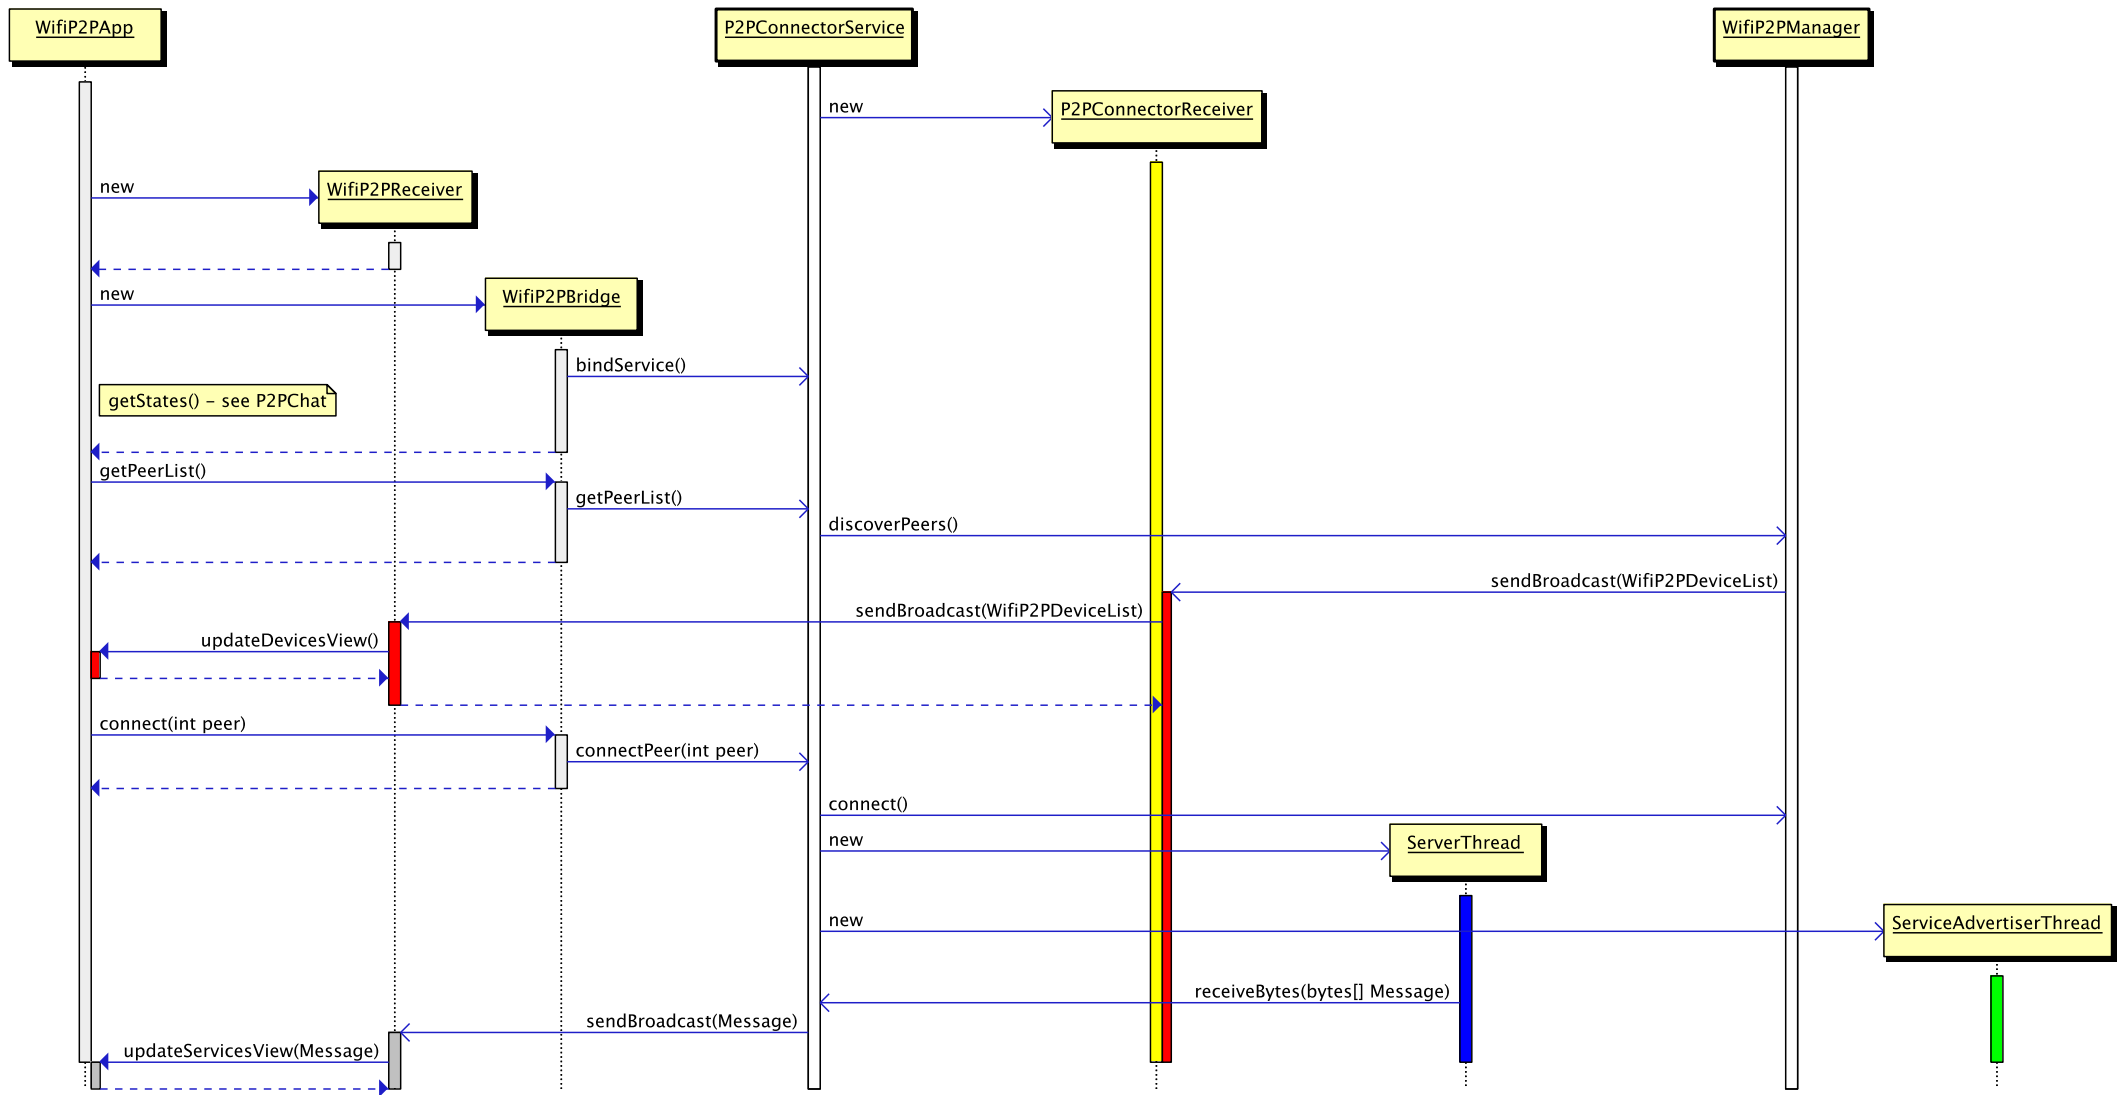 WifiP2PApp
P2PConnectorService
WifiP2PManager
new
P2PConnectorReceiver
new
WifiP2PReceiver
new
WifiP2PBridge
bindService()
getStates() - see P2PChat
getPeerList()
getPeerList()
discoverPeers()
sendBroadcast(WifiP2PDeviceList)
sendBroadcast(WifiP2PDeviceList)
updateDevicesView()
connect(int peer)
connectPeer(int peer)
connect()
new
ServerThread
new
ServiceAdvertiserThread
receiveBytes(bytes[] Message)
sendBroadcast(Message)
updateServicesView(Message)